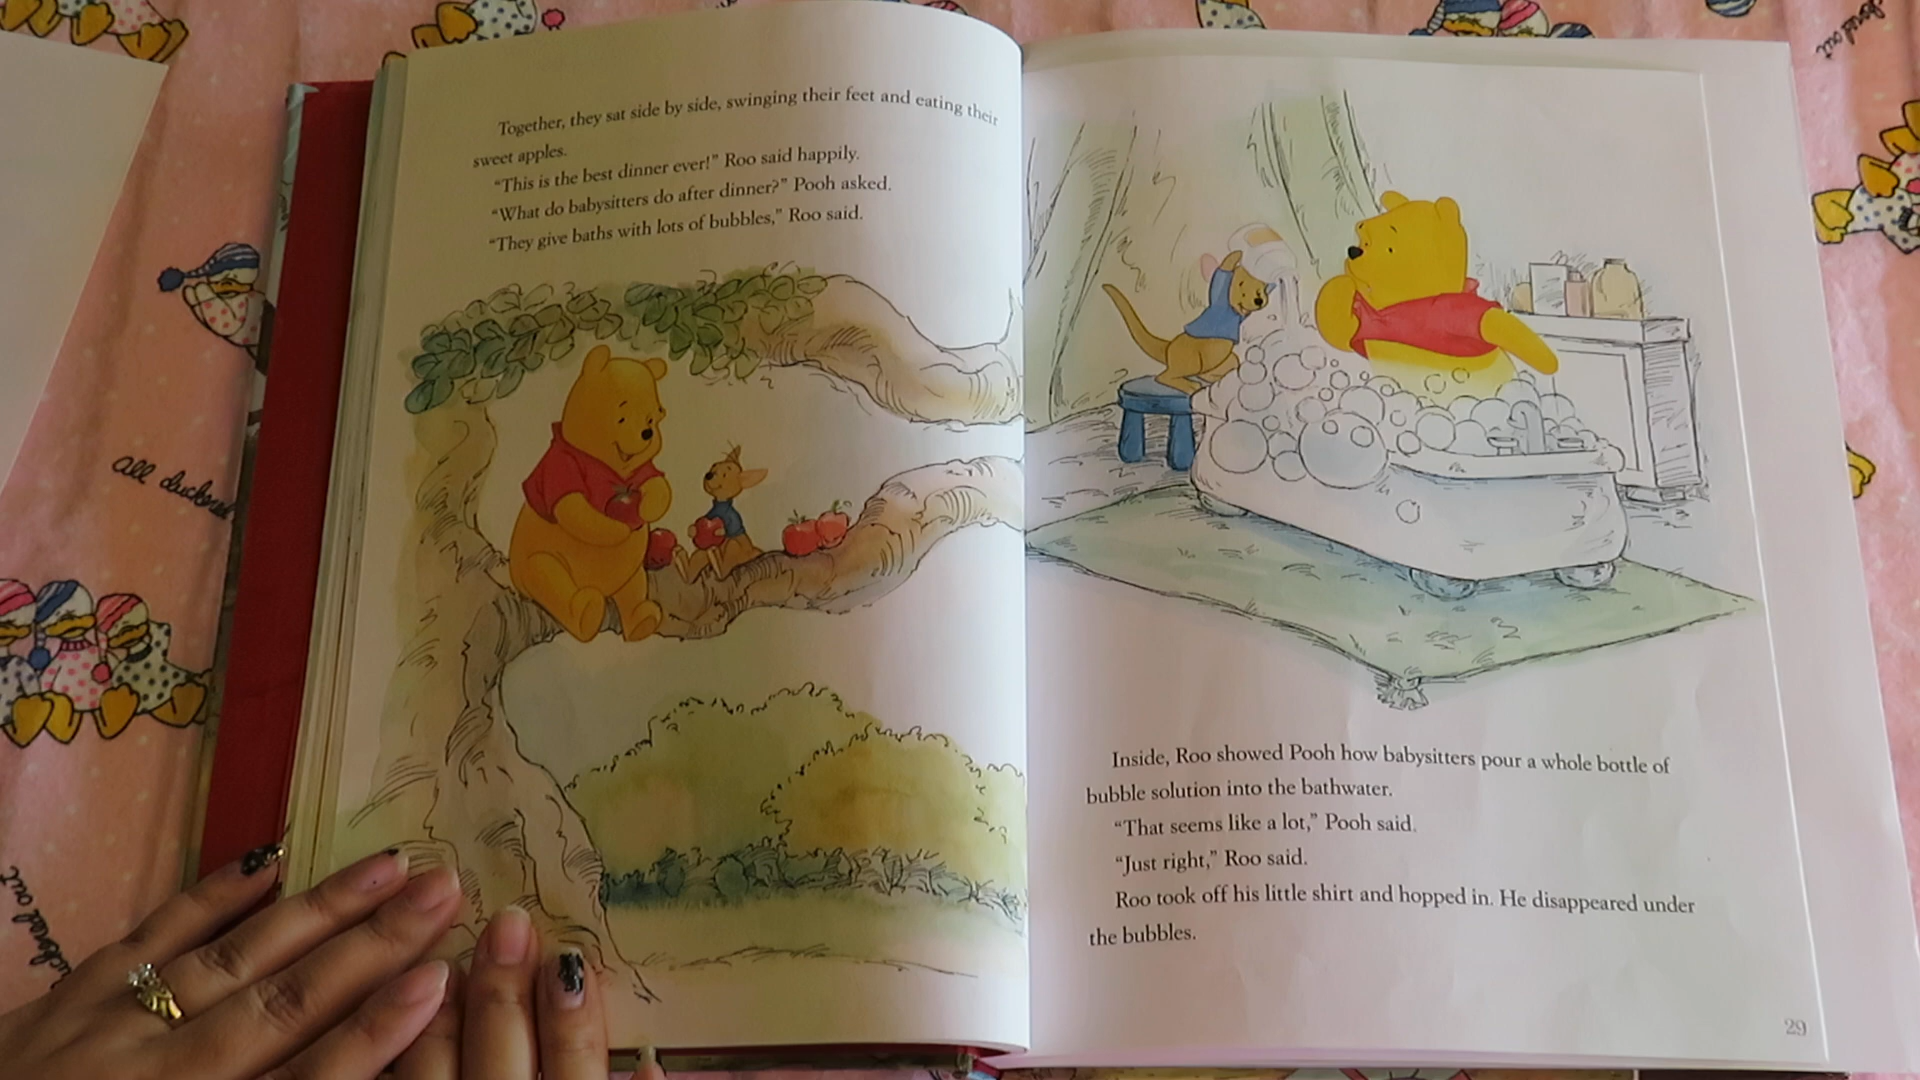 Together, they sat side by side, swinging their feet and eating their
sweet apples.
“This is the best dinner ever!” Roo said happily.
“What do babysitters do after dinner?” Pooh asked.
“They give baths with lots of bubbles,” Roo said.
Inside, Roo showed Pooh how babysitters pour a whole bottle of
bubble solution into the bathwater.
“That seems like a lot,” Pooh said.
“Just right,” Roo said.
Roo took off his little shirt and hopped in. He disappeared under
the bubbles.
29
all duckered